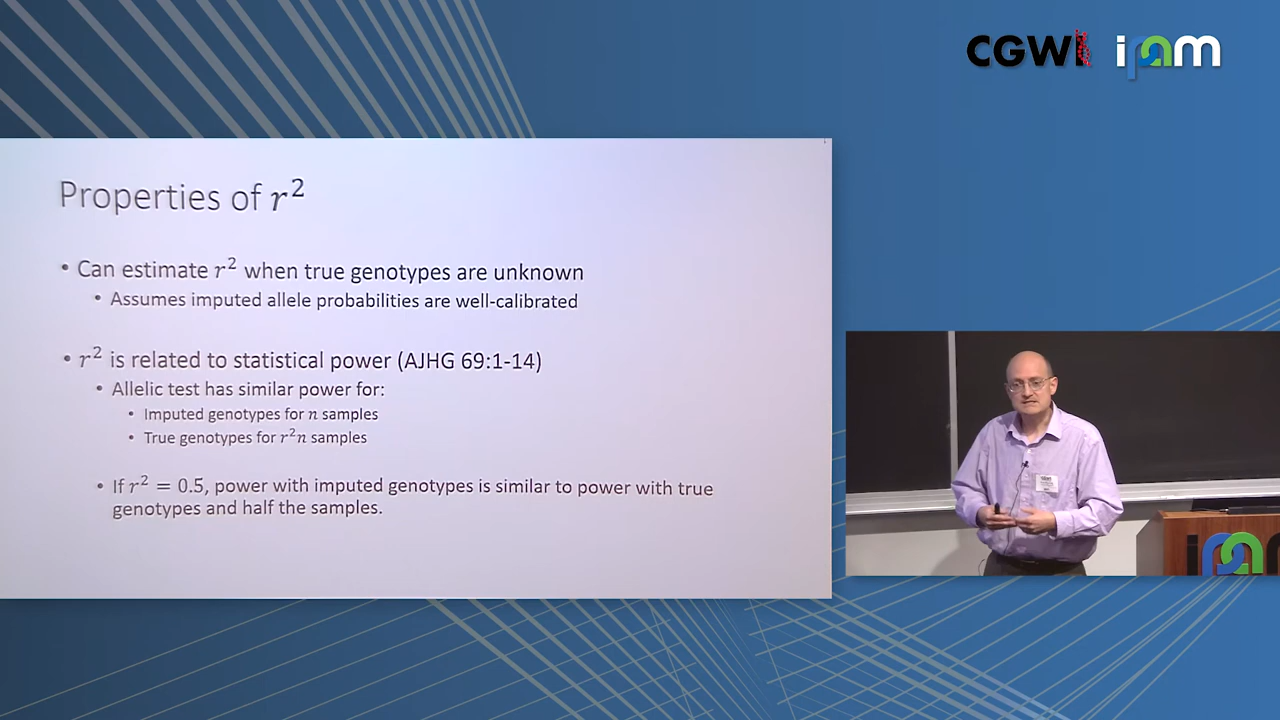 CGWI ipam
Properties of r²
• Can estimate r² when true genotypes are unknown
• Assumes imputed allele probabilities are well-calibrated
• r² is related to statistical power (AJHG 69:1-14)
• Allelic test has similar power for:
• Imputed genotypes for n samples
• True genotypes for r²n samples
• If r² = 0.5, power with imputed genotypes is similar to power with true
genotypes and half the samples.
ipam